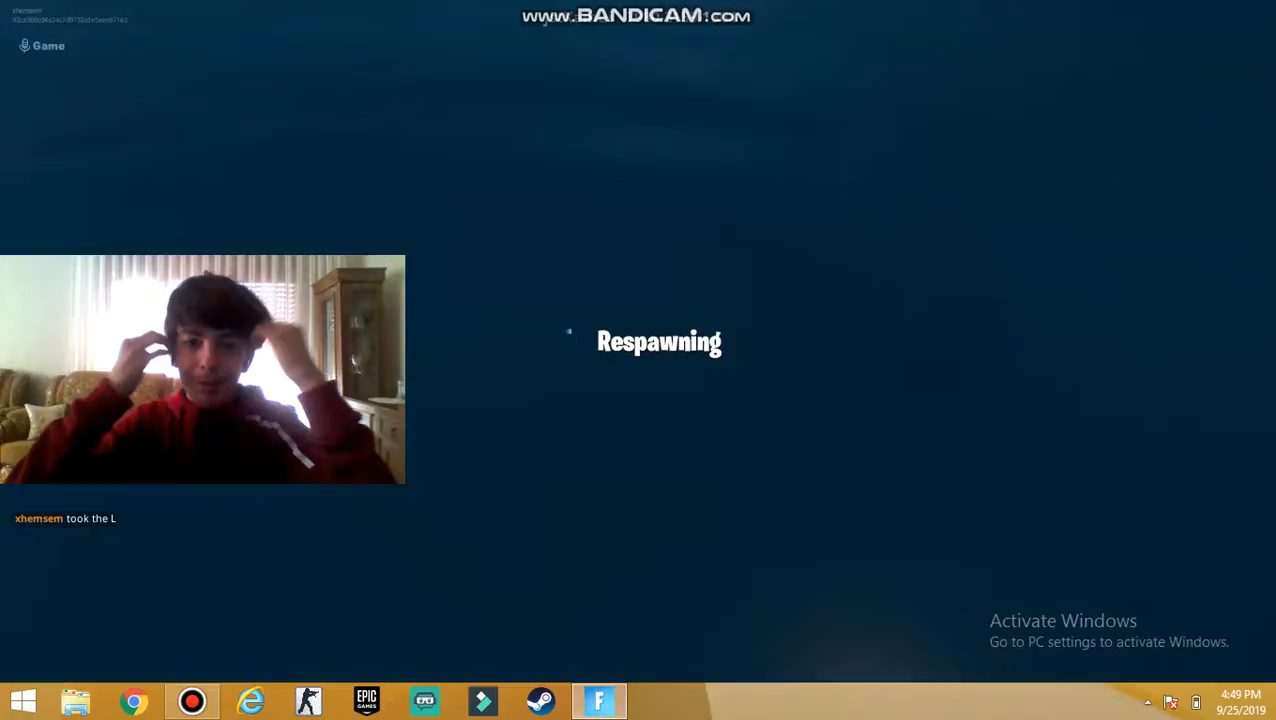 xhemsem
www.BANDICAM.COM
Game
Respawning
xhemsem took the L
Activate Windows
Go to PC settings to activate Windows.
EPIC
GAMES
F
4:49 PM
9/25/2019